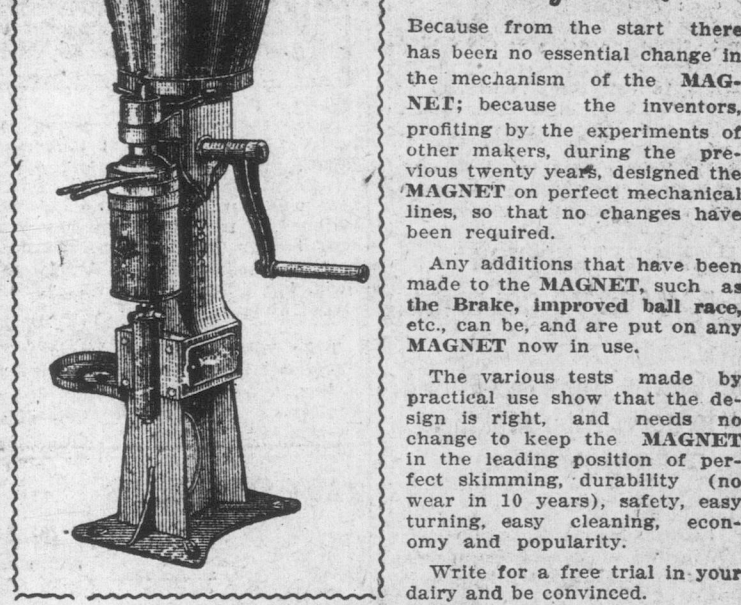 Because from the start there
has been no essential change in
the mechanism of the MAG-
NET; because the inventors,
profiting by the experiments of
other makers, during the pre-
vious twenty years, designed the
MAGNET on perfect mechanical
lines, so that no changes have
been required.
Any additions that have been
made to the MAGNET, such as
the Brake, improved ball race,
etc., can be, and are put on any
MAGNET now in use.
The various tests made by
practical use show that the de-
sign is right, and needs no
change to keep the MAGNET
in the leading position of per-
fect skimming, durability (no
wear in 10 years), safety, easy
turning, easy cleaning, econ-
omy and popularity.
Write for a free trial in your
dairy and be convinced.